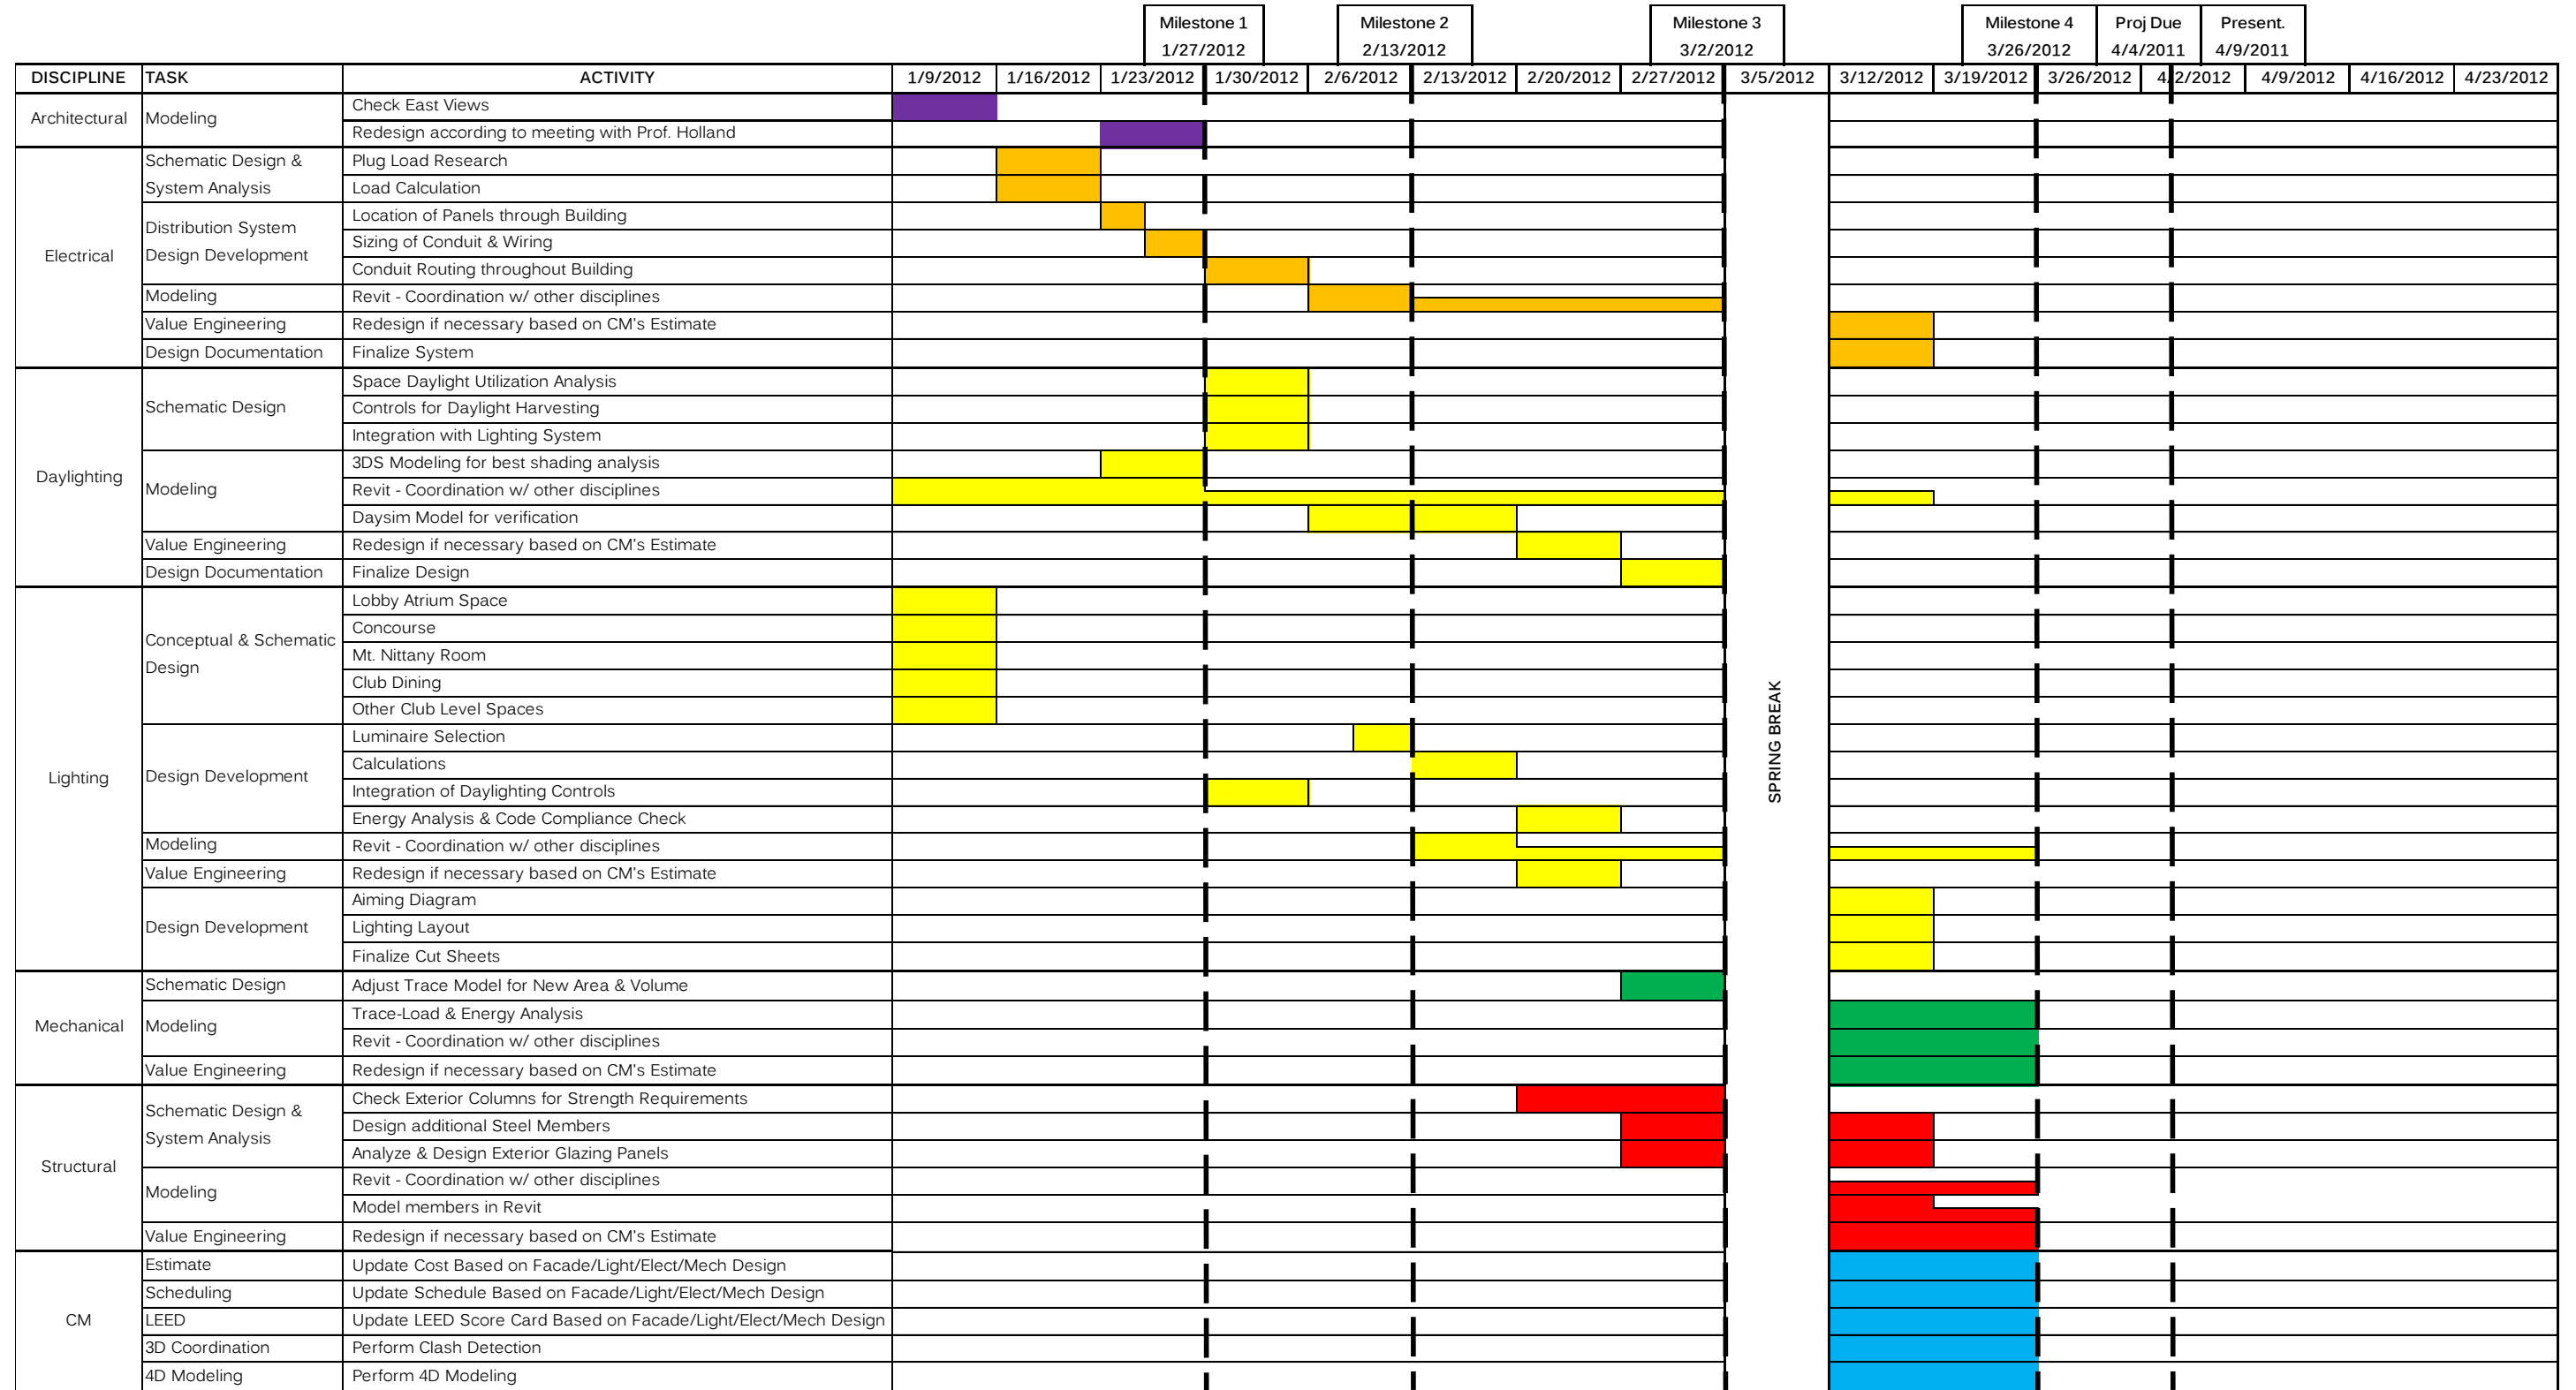 Milestone 1 Milestone 2 Milestone 3 Milestone 4 Proj Due Present.
1/27/2012 2/13/2012 3/2/2012 3/26/2012 4/4/2011 4/9/2011
DISCIPLINE TASK ACTIVITY 1/9/2012 1/16/2012 1/23/2012 1/30/2012 2/6/2012 2/13/2012 2/20/2012 2/27/2012 3/5/2012 3/12/2012 3/19/2012 3/26/2012 4/2/2012 4/9/2012 4/16/2012 4/23/2012
Architectural
Modeling
Check East Views
Redesign according to meeting with Prof. Holland
Electrical
Schematic Design &
System Analysis
Plug Load Research
Load Calculation
Distribution System
Design Development
Location of Panels through Building
Sizing of Conduit & Wiring
Conduit Routing throughout Building
Modeling Revit - Coordination w/ other disciplines
Value Engineering Redesign if necessary based on CM's Estimate
Design Documentation Finalize System
Daylighting
Schematic Design
Space Daylight Utilization Analysis
Controls for Daylight Harvesting
Integration with Lighting System
Modeling
3DS Modeling for best shading analysis
Revit - Coordination w/ other disciplines
Daysim Model for verification
Value Engineering Redesign if necessary based on CM's Estimate
Design Documentation Finalize Design
Lighting
Conceptual & Schematic
Design
Lobby Atrium Space
Concourse
Mt. Nittany Room
Club Dining
Other Club Level Spaces
Design Development
Luminaire Selection
Calculations
Integration of Daylighting Controls
Energy Analysis & Code Compliance Check
Modeling Revit - Coordination w/ other disciplines
Value Engineering Redesign if necessary based on CM's Estimate
Design Development
Aiming Diagram
Lighting Layout
Finalize Cut Sheets
Mechanical
Schematic Design Adjust Trace Model for New Area & Volume
Modeling
Trace-Load & Energy Analysis
Revit - Coordination w/ other disciplines
Value Engineering Redesign if necessary based on CM's Estimate
Structural
Schematic Design &
System Analysis
Check Exterior Columns for Strength Requirements
Design additional Steel Members
Analyze & Design Exterior Glazing Panels
Modeling
Revit - Coordination w/ other disciplines
Model members in Revit
Value Engineering Redesign if necessary based on CM's Estimate
CM
Estimate Update Cost Based on Facade/Light/Elect/Mech Design
Scheduling Update Schedule Based on Facade/Light/Elect/Mech Design
LEED Update LEED Score Card Based on Facade/Light/Elect/Mech Design
3D Coordination Perform Clash Detection
4D Modeling Perform 4D Modeling
SPRING BREAK